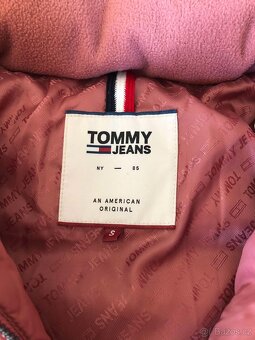 TOMMY
JEANS
NY — 85
AN AMERICAN
ORIGINAL
S